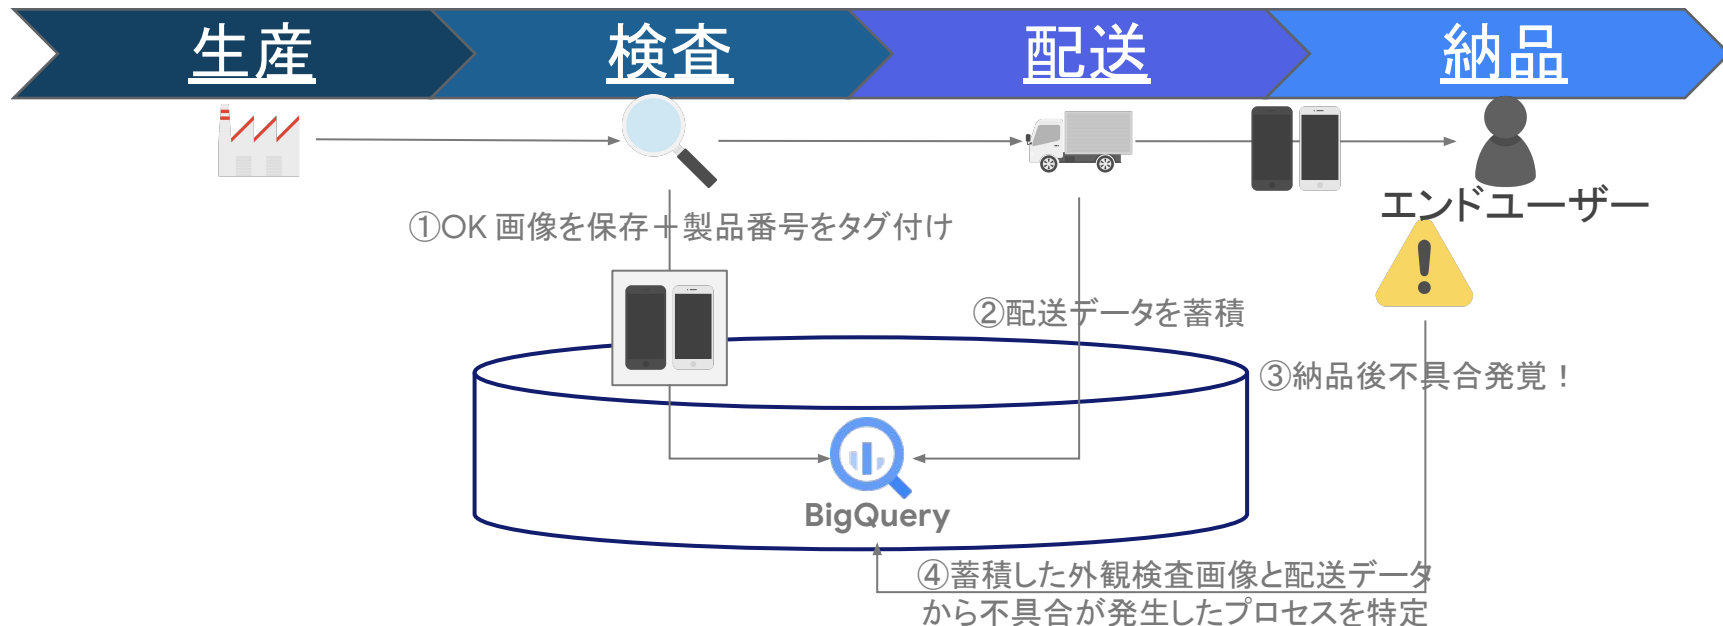 生産
検査
配送
納品
エンドユーザー
①OK 画像を保存＋製品番号をタグ付け
②配送データを蓄積
③納品後不具合発覚！
BigQuery
④蓄積した外観検査画像と配送データ
から不具合が発生したプロセスを特定